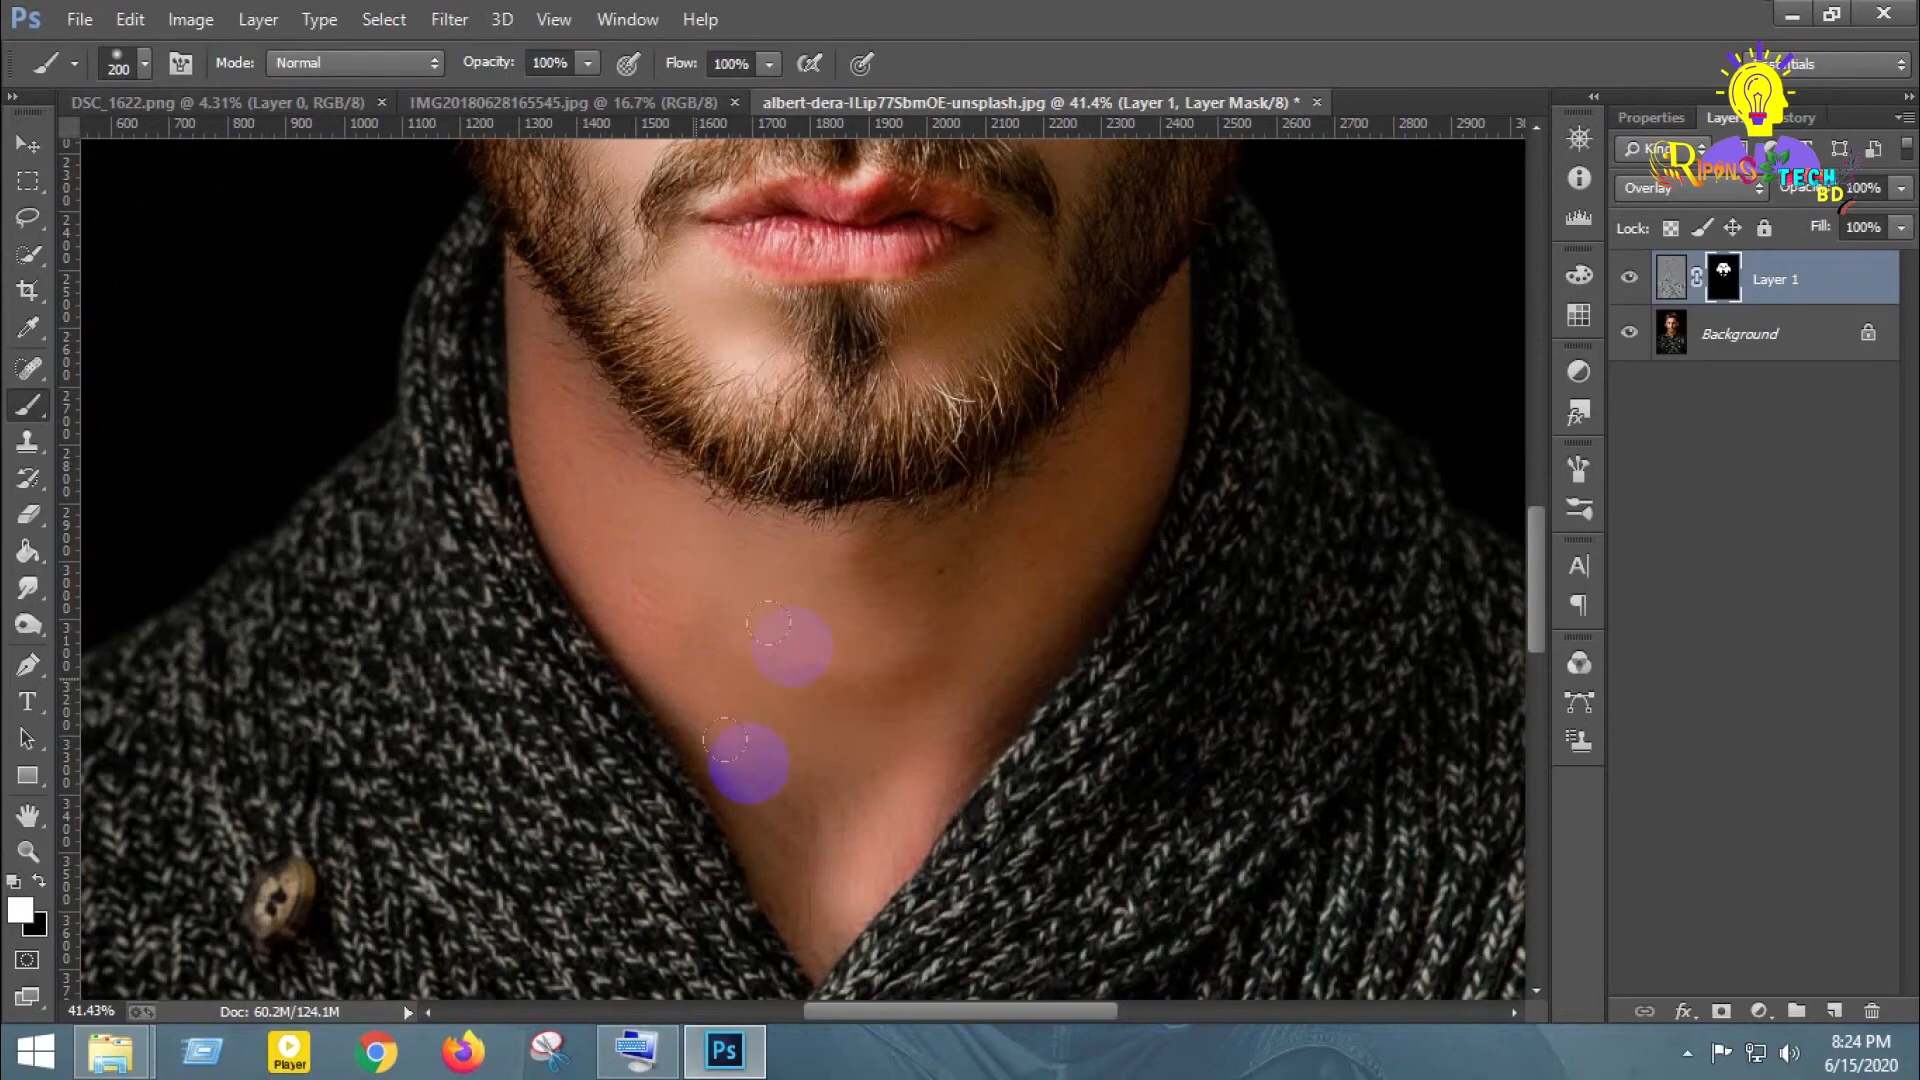 Ps File Edit Image Layer Type Select Filter 3D View Window Help
200 Mode: Normal Opacity: 100% Flow: 100%
DSC_1622.png @ 4.31% (Layer 0, RGB/8) × IMG20180628165545.jpg @ 16.7% (RGB/8) × albert-dera-ILip77SbmOE-unsplash.jpg @ 41.4% (Layer 1, Layer Mask/8) * ×
600 700 800 900 1000 1100 1200 1300 1400 1500 1600 1700 1800 1900 2000 2100 2200 2300 2400 2500 2600 2700 2800 2900
Properties
RIPONS TECH BD
Overlay 100%
Lock: Fill: 100%
Layer 1
Background
41.43% Doc: 60.2M/124.1M
Player
Ps
8:24 PM
6/15/2020